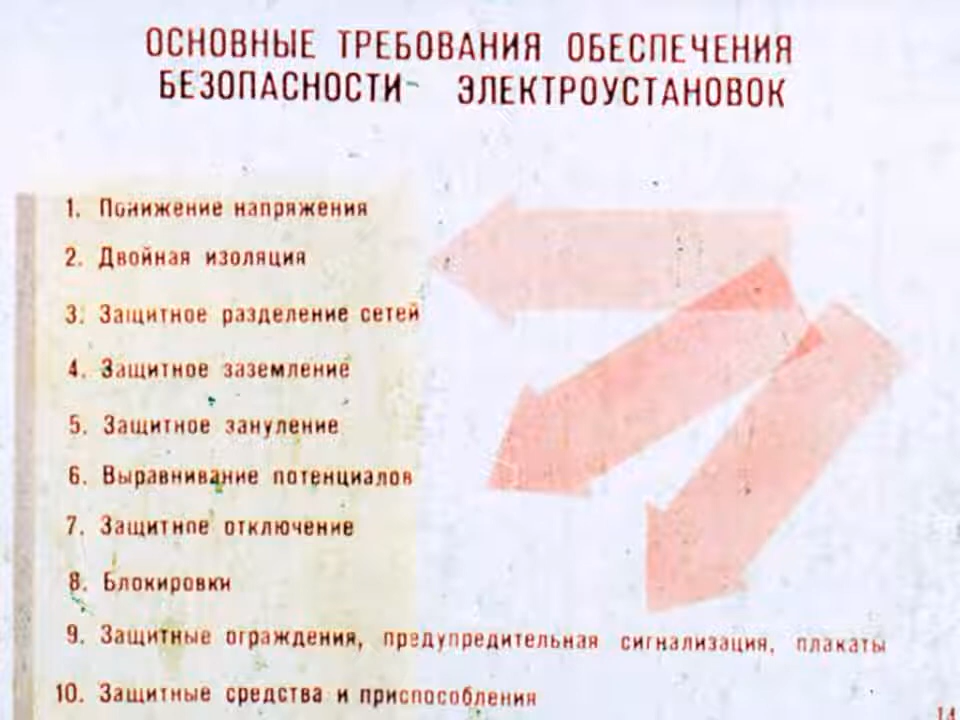 ОСНОВНЫЕ ТРЕБОВАНИЯ ОБЕСПЕЧЕНИЯ
БЕЗОПАСНОСТИ ЭЛЕКТРОУСТАНОВОК
1. Понижение напряжения
2. Двойная изоляция
3. Защитное разделение сетей
4. Защитное заземление
5. Защитное зануление
6. Выравнивание потенциалов
7. Защитное отключение
8. Блокировки
9. Защитные ограждения, предупредительная сигнализация, плакаты
10. Защитные средства и приспособления